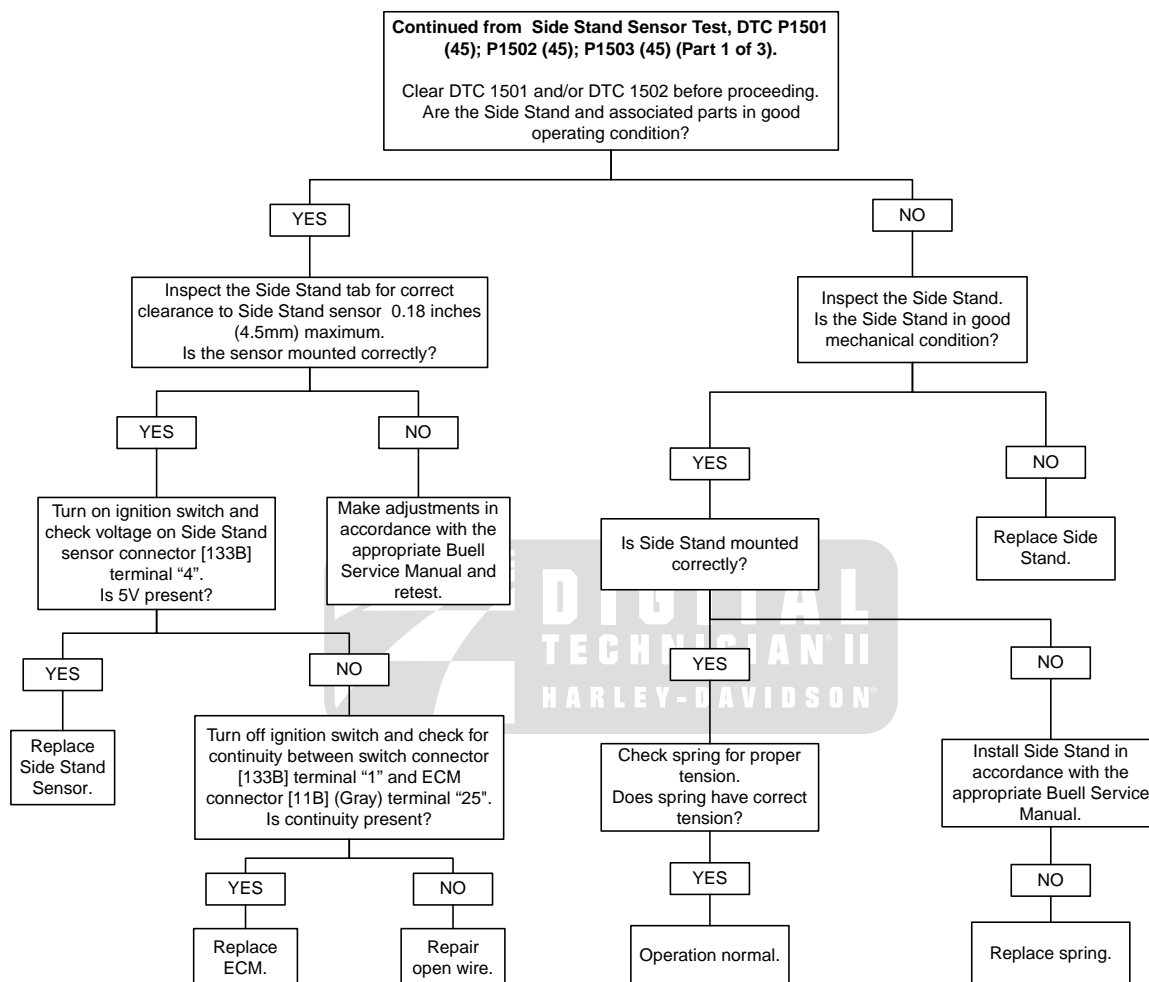 Continued from Side Stand Sensor Test, DTC P1501
(45); P1502 (45); P1503 (45) (Part 1 of 3).
Clear DTC 1501 and/or DTC 1502 before proceeding.
Are the Side Stand and associated parts in good
operating condition?
YES
NO
Inspect the Side Stand tab for correct
clearance to Side Stand sensor 0.18 inches
(4.5mm) maximum.
Is the sensor mounted correctly?
Inspect the Side Stand.
Is the Side Stand in good
mechanical condition?
YES
NO
YES
NO
Turn on ignition switch and
check voltage on Side Stand
sensor connector [133B]
terminal “4”.
Is 5V present?
Make adjustments in
accordance with the
appropriate Buell
Service Manual and
retest.
Is Side Stand mounted
correctly?
Replace Side
Stand.
DIGITAL
TECHNICIAN® II
HARLEY-DAVIDSON®
YES
NO
YES
NO
Replace
Side Stand
Sensor.
Turn off ignition switch and check for
continuity between switch connector
[133B] terminal “1” and ECM
connector [11B] (Gray) terminal “25”.
Is continuity present?
Check spring for proper
tension.
Does spring have correct
tension?
Install Side Stand in
accordance with the
appropriate Buell Service
Manual.
YES
NO
YES
NO
Replace
ECM.
Repair
open wire.
Operation normal.
Replace spring.